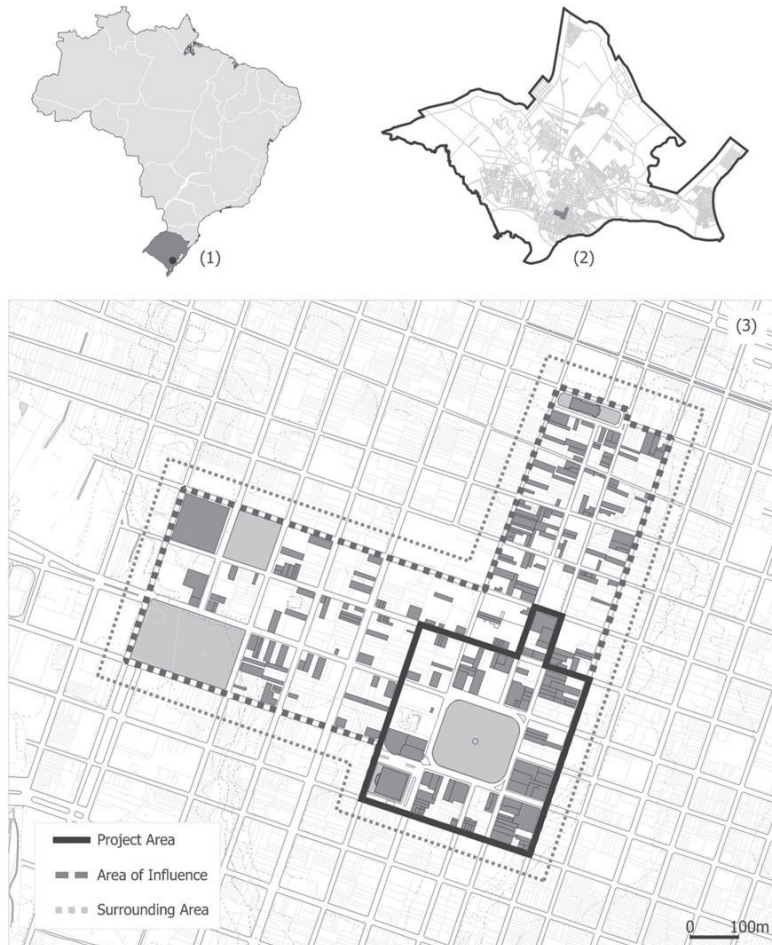 (1)
(2)
(3)
Project Area
Area of Influence
Surrounding Area
0 100m